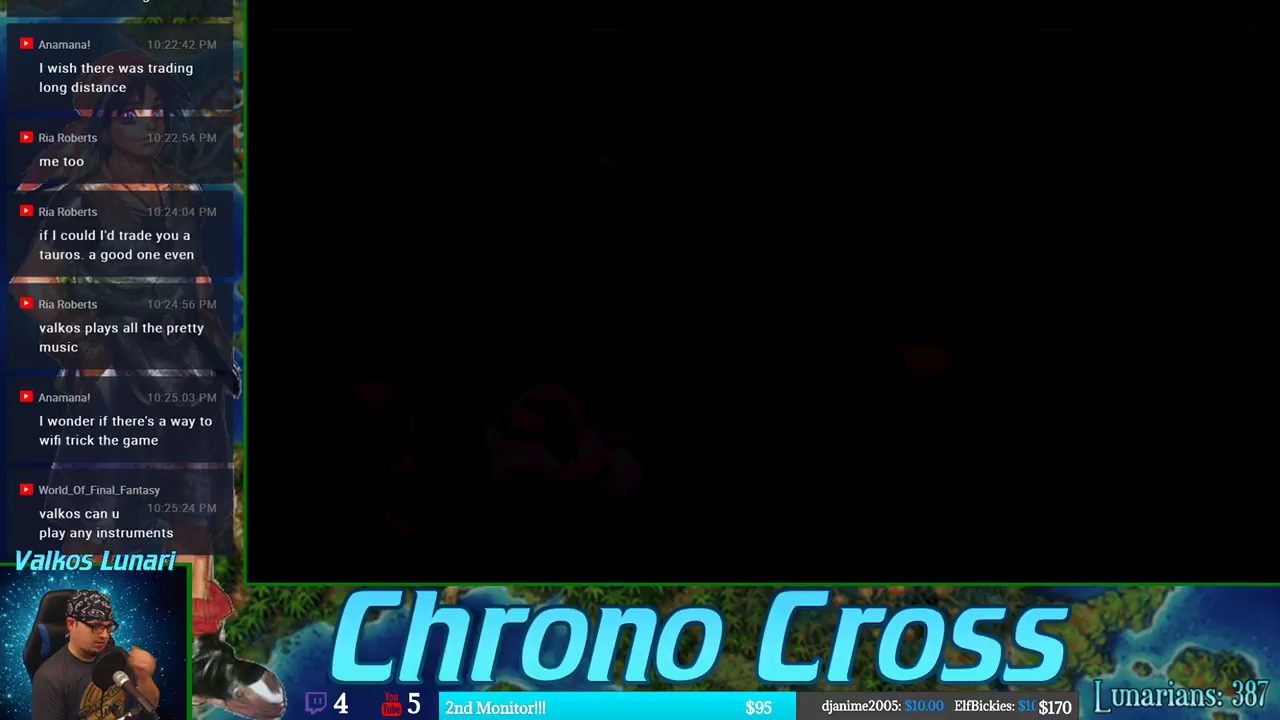 Anamana! 10:22:42 PM
I wish there was trading
long distance
Ria Roberts 10:22:54 PM
me too
Ria Roberts 10:24:04 PM
if I could I'd trade you a
tauros. a good one even
Ria Roberts 10:24:56 PM
valkos plays all the pretty
music
Anamana! 10:25:03 PM
I wonder if there's a way to
wifi trick the game
World_Of_Final_Fantasy
10:25:24 PM
valkos can u
play any instruments
Valkos Lunari
Chrono Cross
4 You Tube 5 2nd Monitor!!! $95 djanime2005: $10.00 ElfBickies: $1 $170 Lunarians: 387